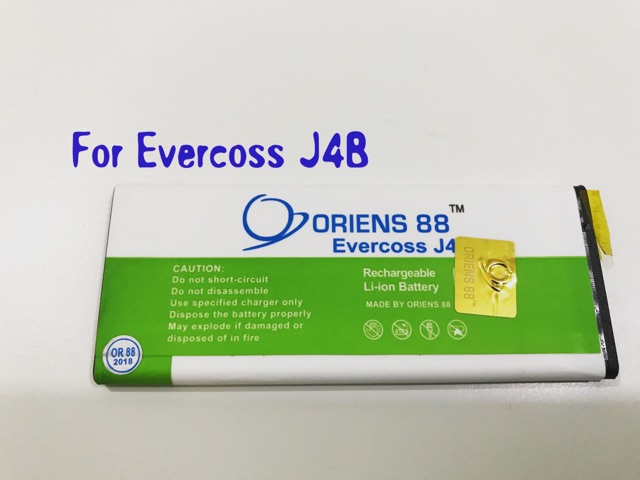 For Evercoss J4B
ORIENS 88™
Evercoss J4
CAUTION:
Do not short-circuit
Do not disassemble
Use specified charger only
Dispose the battery properly
May explode if damaged or
disposed of in fire
Rechargeable
Li-ion Battery
MADE BY ORIENS 88
ORIENS 88™
OR 88
2018